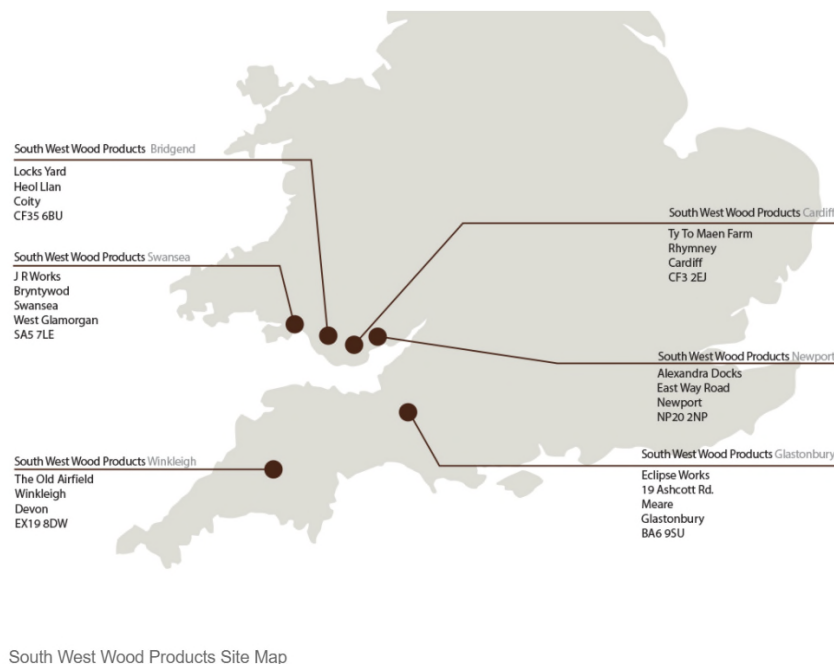 South West Wood Products Bridgend
Locks Yard
Heol Llan
Coity
CF35 6BU
South West Wood Products Swansea
J R Works
Bryntywod
Swansea
West Glamorgan
SA5 7LE
South West Wood Products Winkleigh
The Old Airfield
Winkleigh
Devon
EX19 8DW
South West Wood Products Cardiff
Ty To Maen Farm
Rhymney
Cardiff
CF3 2EJ
South West Wood Products Newport
Alexandra Docks
East Way Road
Newport
NP20 2NP
South West Wood Products Glastonbury
Eclipse Works
19 Ashcott Rd.
Meare
Glastonbury
BA6 9SU
South West Wood Products Site Map